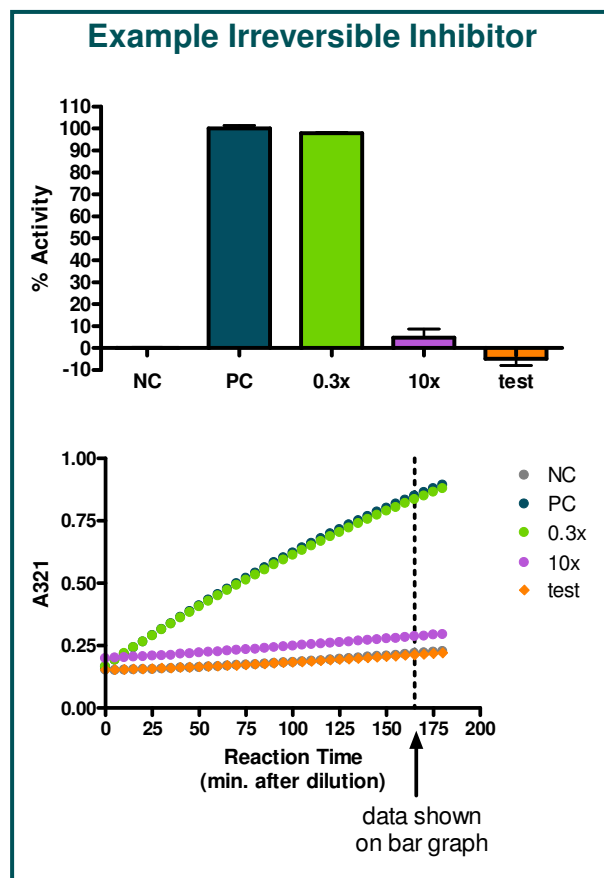 Example Irreversible Inhibitor
110
100
90
80
70
60
50
40
30
20
10
0
-10
% Activity
NC PC 0.3x 10x test
1.00
0.75
0.50
0.25
0.00
A321
0 25 50 75 100 125 150 175 200
Reaction Time
(min. after dilution)
NC
PC
0.3x
10x
test
data shown
on bar graph